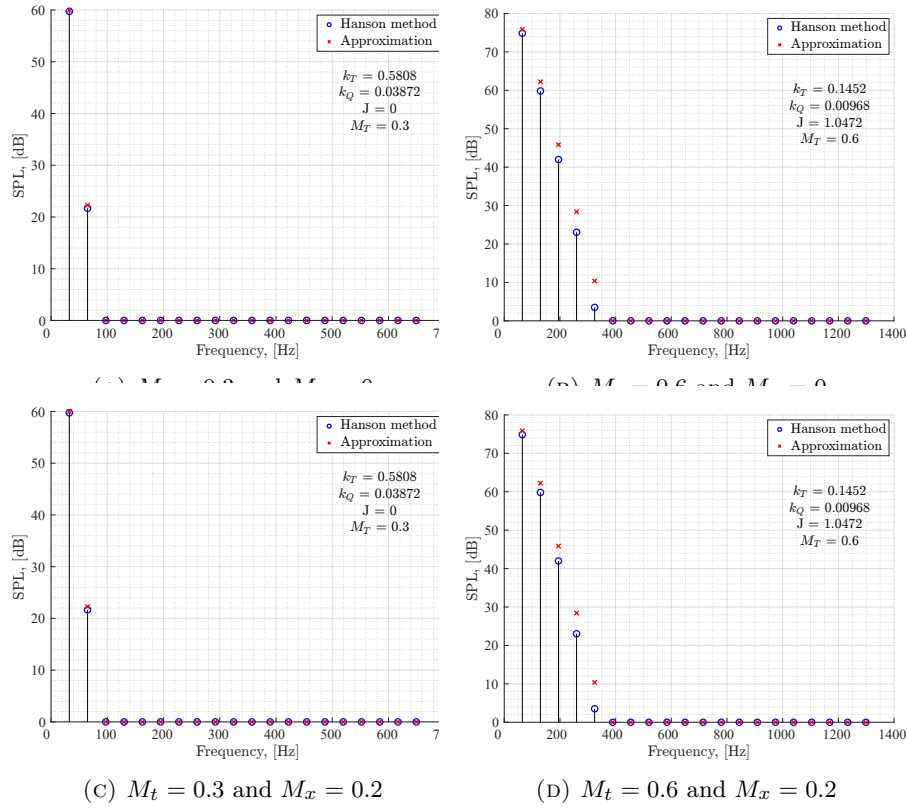 60
50
40
30
20
10
0
SPL, [dB]
Hanson method
Approximation
k_T = 0.5808
k_Q = 0.03872
J = 0
M_T = 0.3
0 100 200 300 400 500 600
Frequency, [Hz]
80
70
60
50
40
30
20
10
0
SPL, [dB]
Hanson method
Approximation
k_T = 0.1452
k_Q = 0.00968
J = 1.0472
M_T = 0.6
0 200 400 600 800 1000 1200 1400
Frequency, [Hz]
60
50
40
30
20
10
0
SPL, [dB]
Hanson method
Approximation
k_T = 0.5808
k_Q = 0.03872
J = 0
M_T = 0.3
0 100 200 300 400 500 600
Frequency, [Hz]
(C) M_t = 0.3 and M_x = 0.2
80
70
60
50
40
30
20
10
0
SPL, [dB]
Hanson method
Approximation
k_T = 0.1452
k_Q = 0.00968
J = 1.0472
M_T = 0.6
0 200 400 600 800 1000 1200 1400
Frequency, [Hz]
(D) M_t = 0.6 and M_x = 0.2